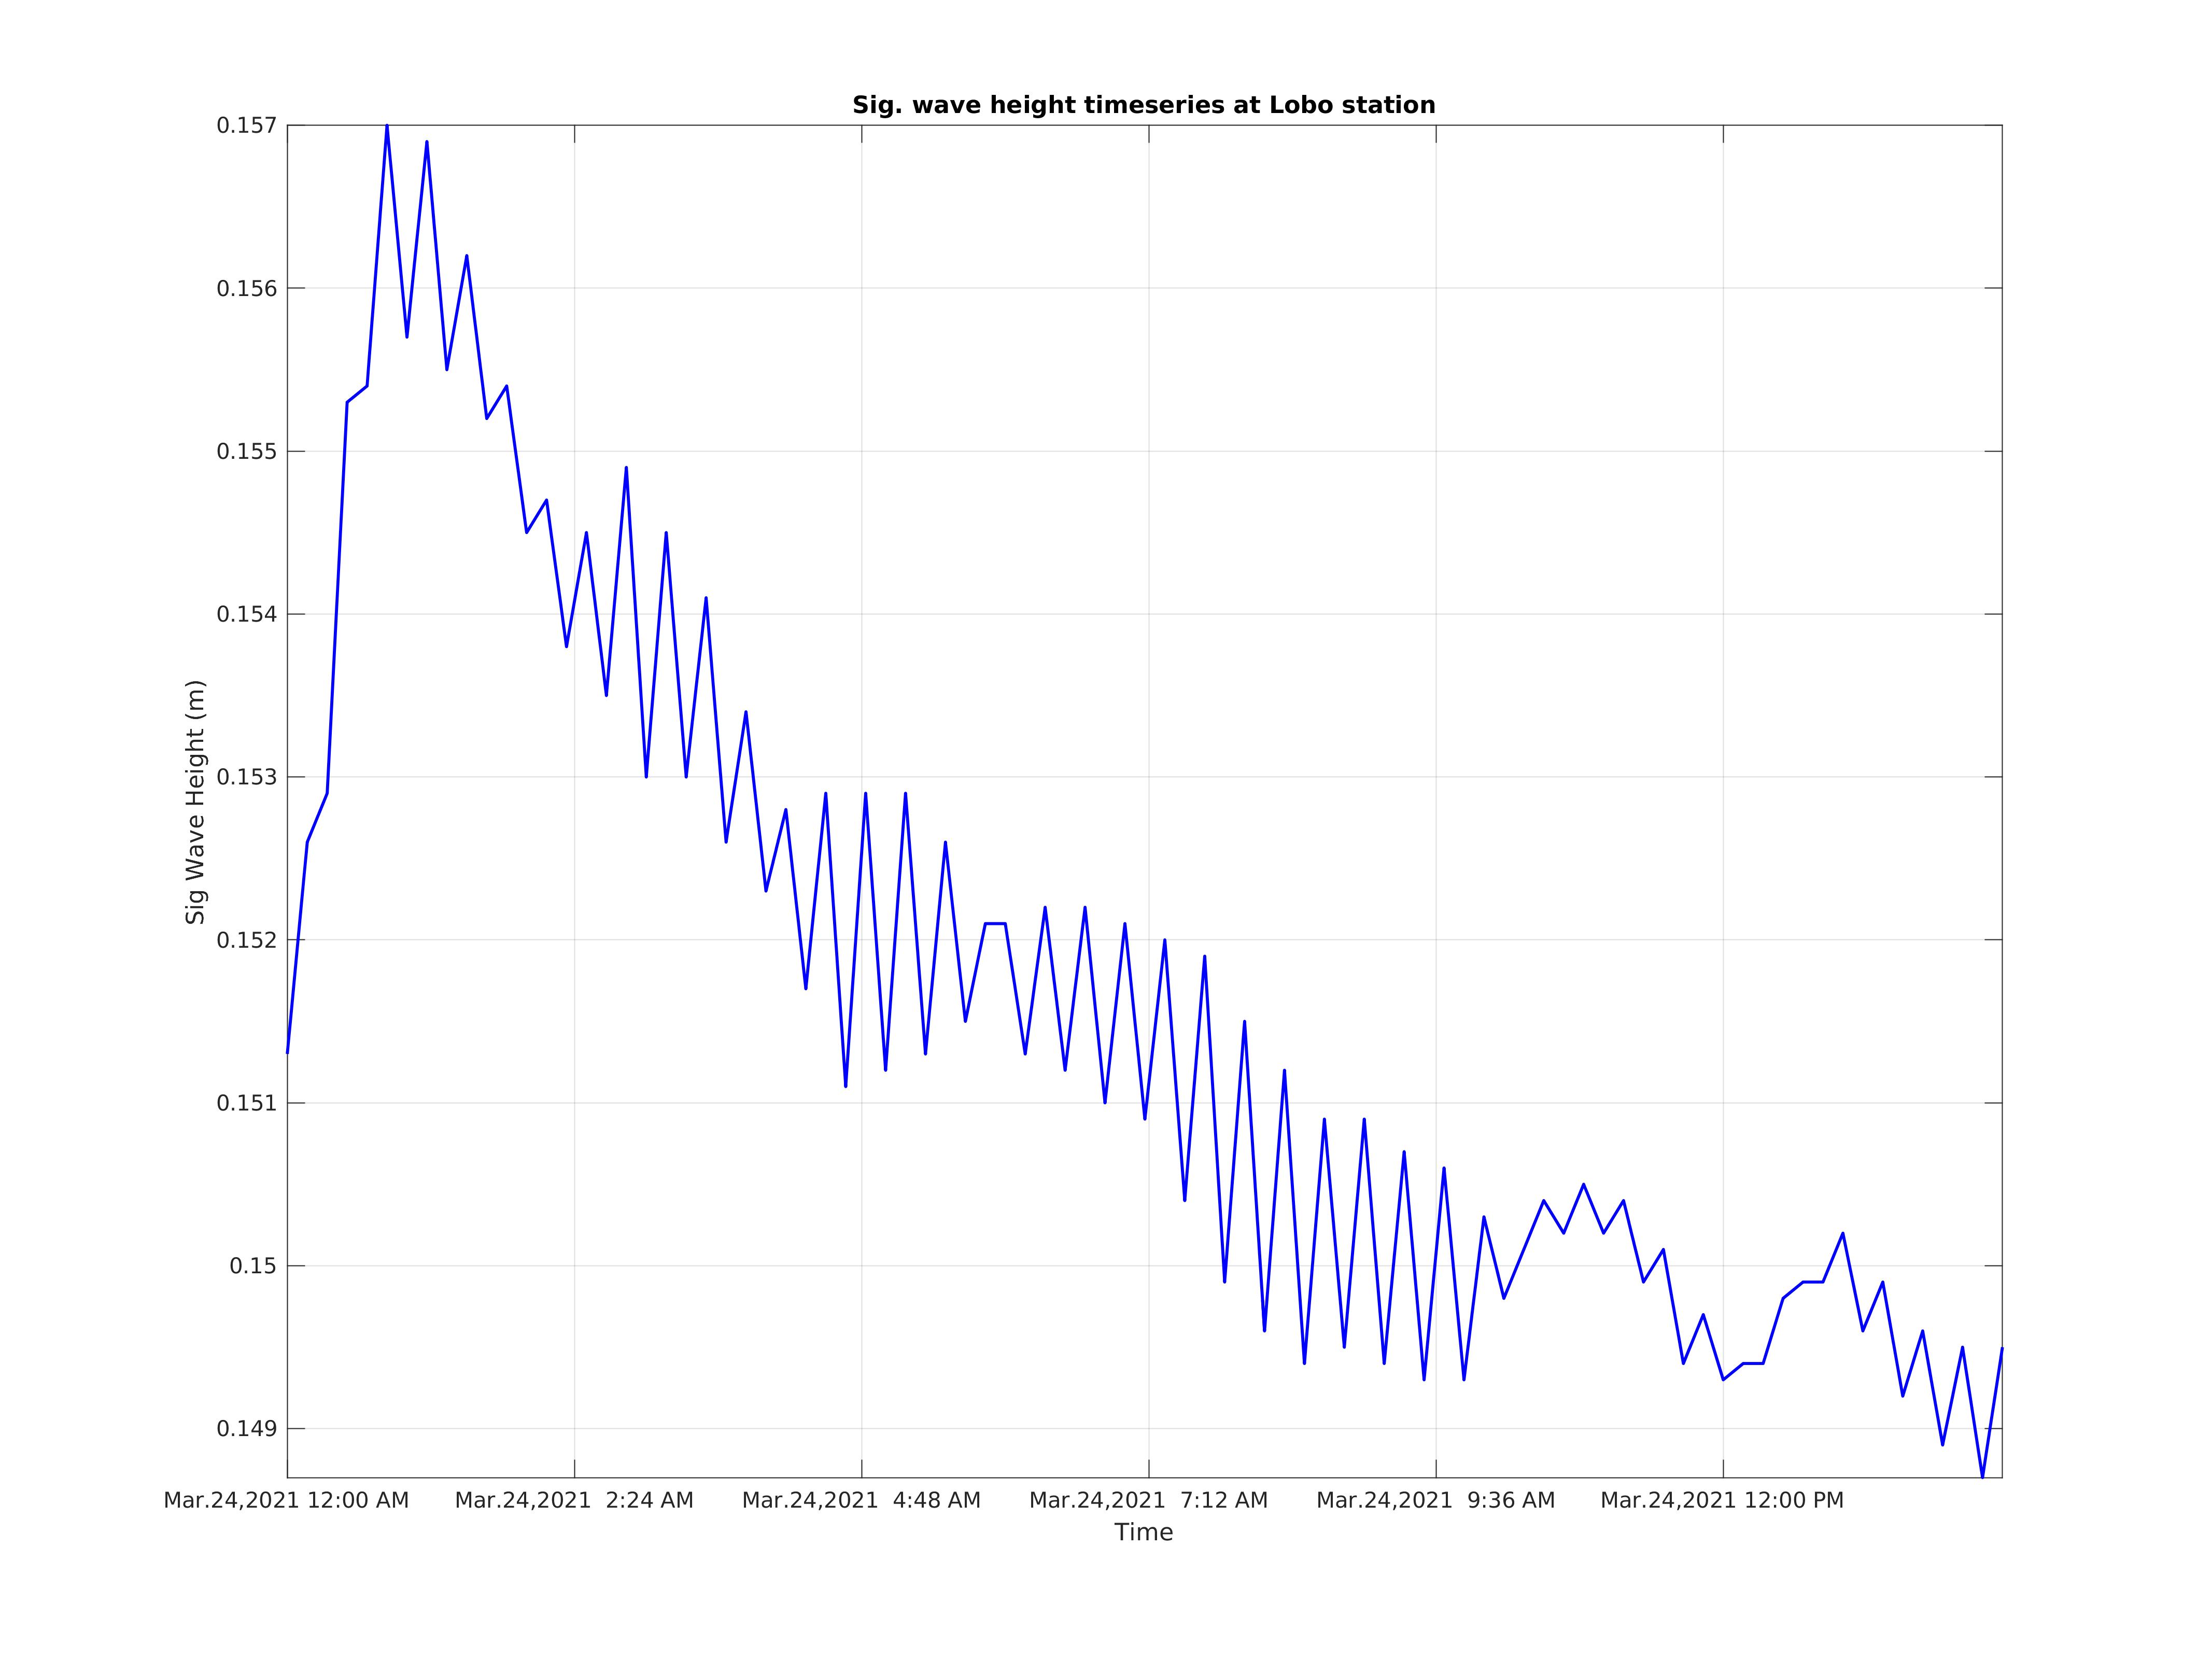 Sig. wave height timeseries at Lobo station
0.157
0.156
0.155
0.154
0.153
0.152
0.151
0.15
0.149
Sig Wave Height (m)
Mar.24,2021 12:00 AM Mar.24,2021  2:24 AM Mar.24,2021  4:48 AM Mar.24,2021  7:12 AM Mar.24,2021  9:36 AM Mar.24,2021 12:00 PM
Time